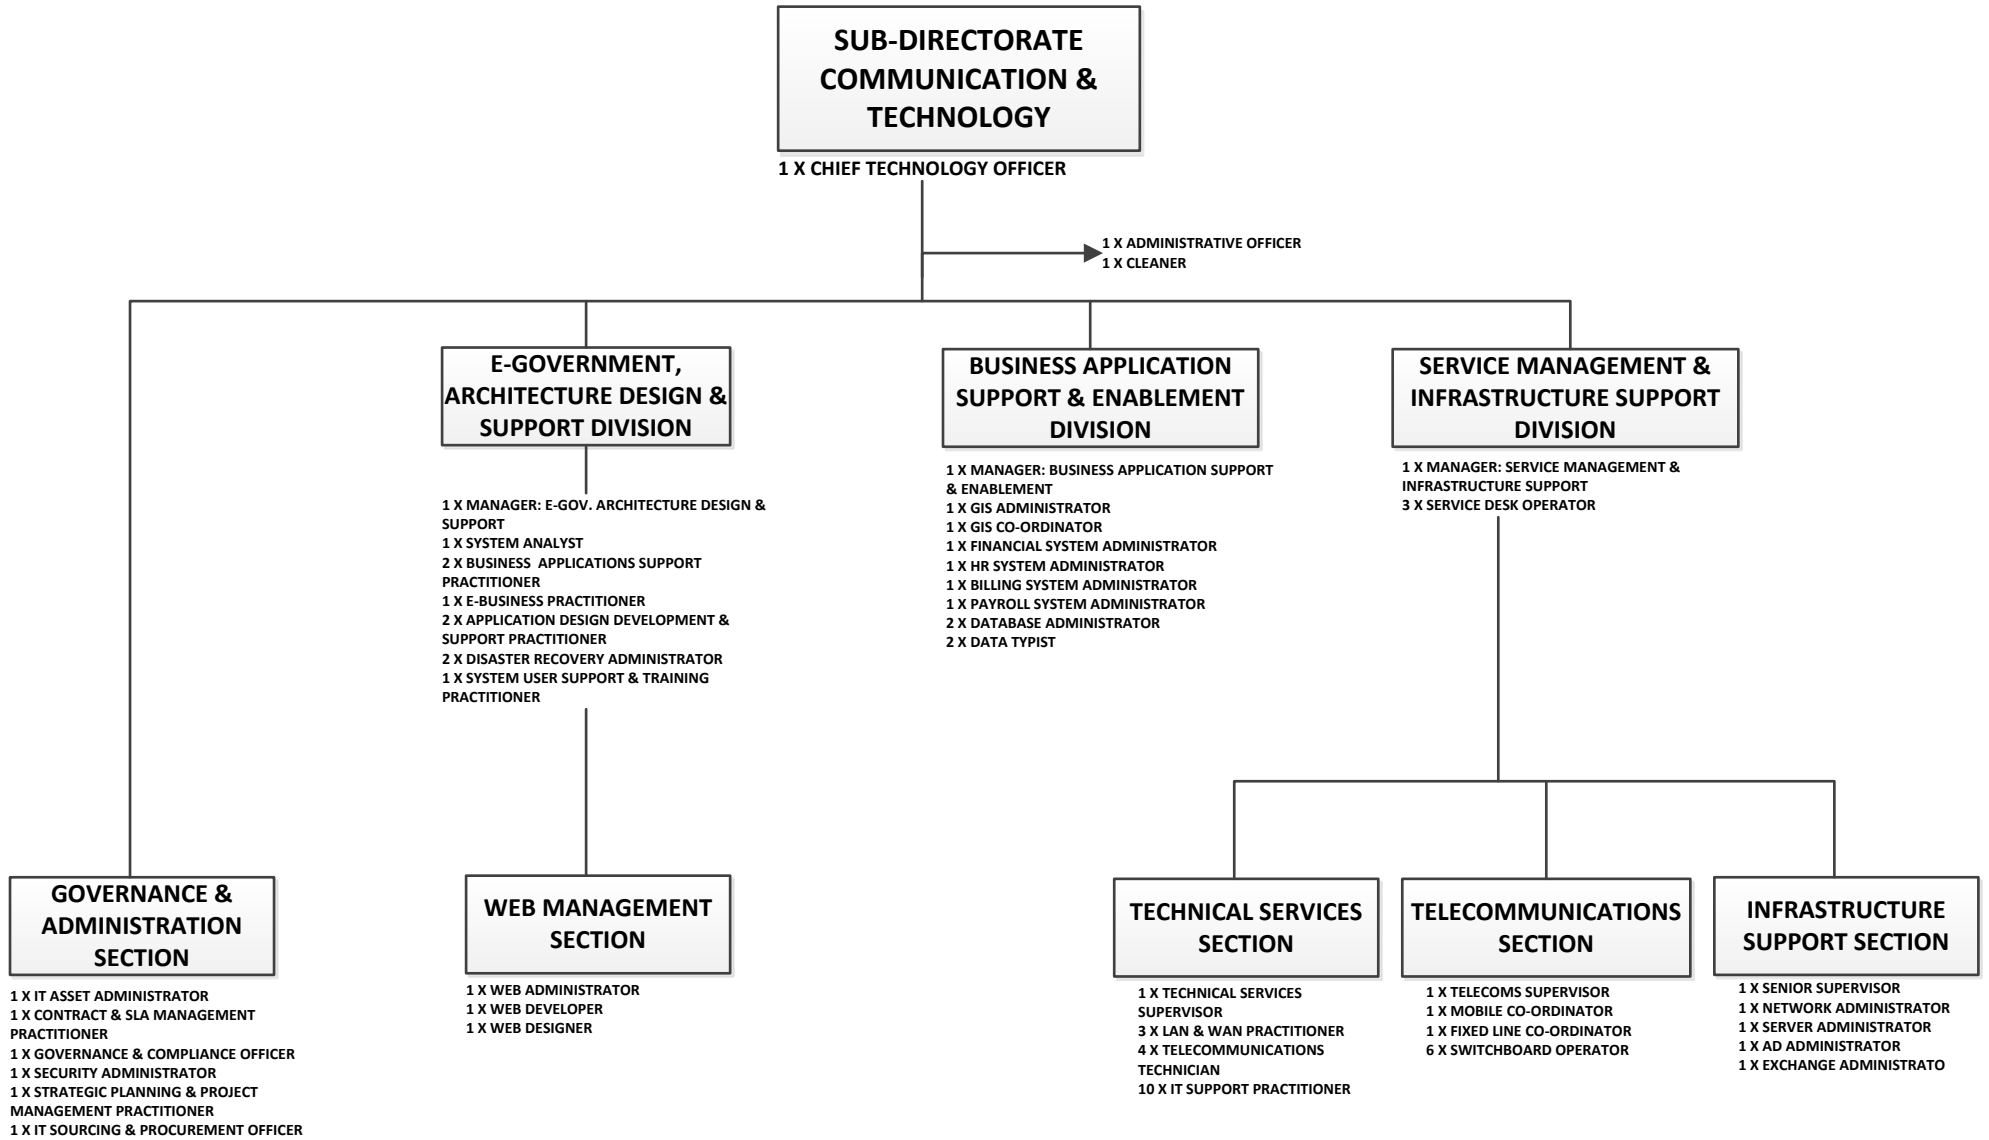 SUB-DIRECTORATE
COMMUNICATION &
TECHNOLOGY
1 X CHIEF TECHNOLOGY OFFICER
1 X ADMINISTRATIVE OFFICER
1 X CLEANER
E-GOVERNMENT,
ARCHITECTURE DESIGN &
SUPPORT DIVISION
1 X MANAGER: E-GOV. ARCHITECTURE DESIGN &
SUPPORT
1 X SYSTEM ANALYST
2 X BUSINESS  APPLICATIONS SUPPORT
PRACTITIONER
1 X E-BUSINESS PRACTITIONER
2 X APPLICATION DESIGN DEVELOPMENT &
SUPPORT PRACTITIONER
2 X DISASTER RECOVERY ADMINISTRATOR
1 X SYSTEM USER SUPPORT & TRAINING
PRACTITIONER
BUSINESS APPLICATION
SUPPORT & ENABLEMENT
DIVISION
1 X MANAGER: BUSINESS APPLICATION SUPPORT
& ENABLEMENT
1 X GIS ADMINISTRATOR
1 X GIS CO-ORDINATOR
1 X FINANCIAL SYSTEM ADMINISTRATOR
1 X HR SYSTEM ADMINISTRATOR
1 X BILLING SYSTEM ADMINISTRATOR
1 X PAYROLL SYSTEM ADMINISTRATOR
2 X DATABASE ADMINISTRATOR
2 X DATA TYPIST
SERVICE MANAGEMENT &
INFRASTRUCTURE SUPPORT
DIVISION
1 X MANAGER: SERVICE MANAGEMENT &
INFRASTRUCTURE SUPPORT
3 X SERVICE DESK OPERATOR
GOVERNANCE &
ADMINISTRATION
SECTION
1 X IT ASSET ADMINISTRATOR
1 X CONTRACT & SLA MANAGEMENT
PRACTITIONER
1 X GOVERNANCE & COMPLIANCE OFFICER
1 X SECURITY ADMINISTRATOR
1 X STRATEGIC PLANNING & PROJECT
MANAGEMENT PRACTITIONER
1 X IT SOURCING & PROCUREMENT OFFICER
WEB MANAGEMENT
SECTION
1 X WEB ADMINISTRATOR
1 X WEB DEVELOPER
1 X WEB DESIGNER
TECHNICAL SERVICES
SECTION
1 X TECHNICAL SERVICES
SUPERVISOR
3 X LAN & WAN PRACTITIONER
4 X TELECOMMUNICATIONS
TECHNICIAN
10 X IT SUPPORT PRACTITIONER
TELECOMMUNICATIONS
SECTION
1 X TELECOMS SUPERVISOR
1 X MOBILE CO-ORDINATOR
1 X FIXED LINE CO-ORDINATOR
6 X SWITCHBOARD OPERATOR
INFRASTRUCTURE
SUPPORT SECTION
1 X SENIOR SUPERVISOR
1 X NETWORK ADMINISTRATOR
1 X SERVER ADMINISTRATOR
1 X AD ADMINISTRATOR
1 X EXCHANGE ADMINISTRATO